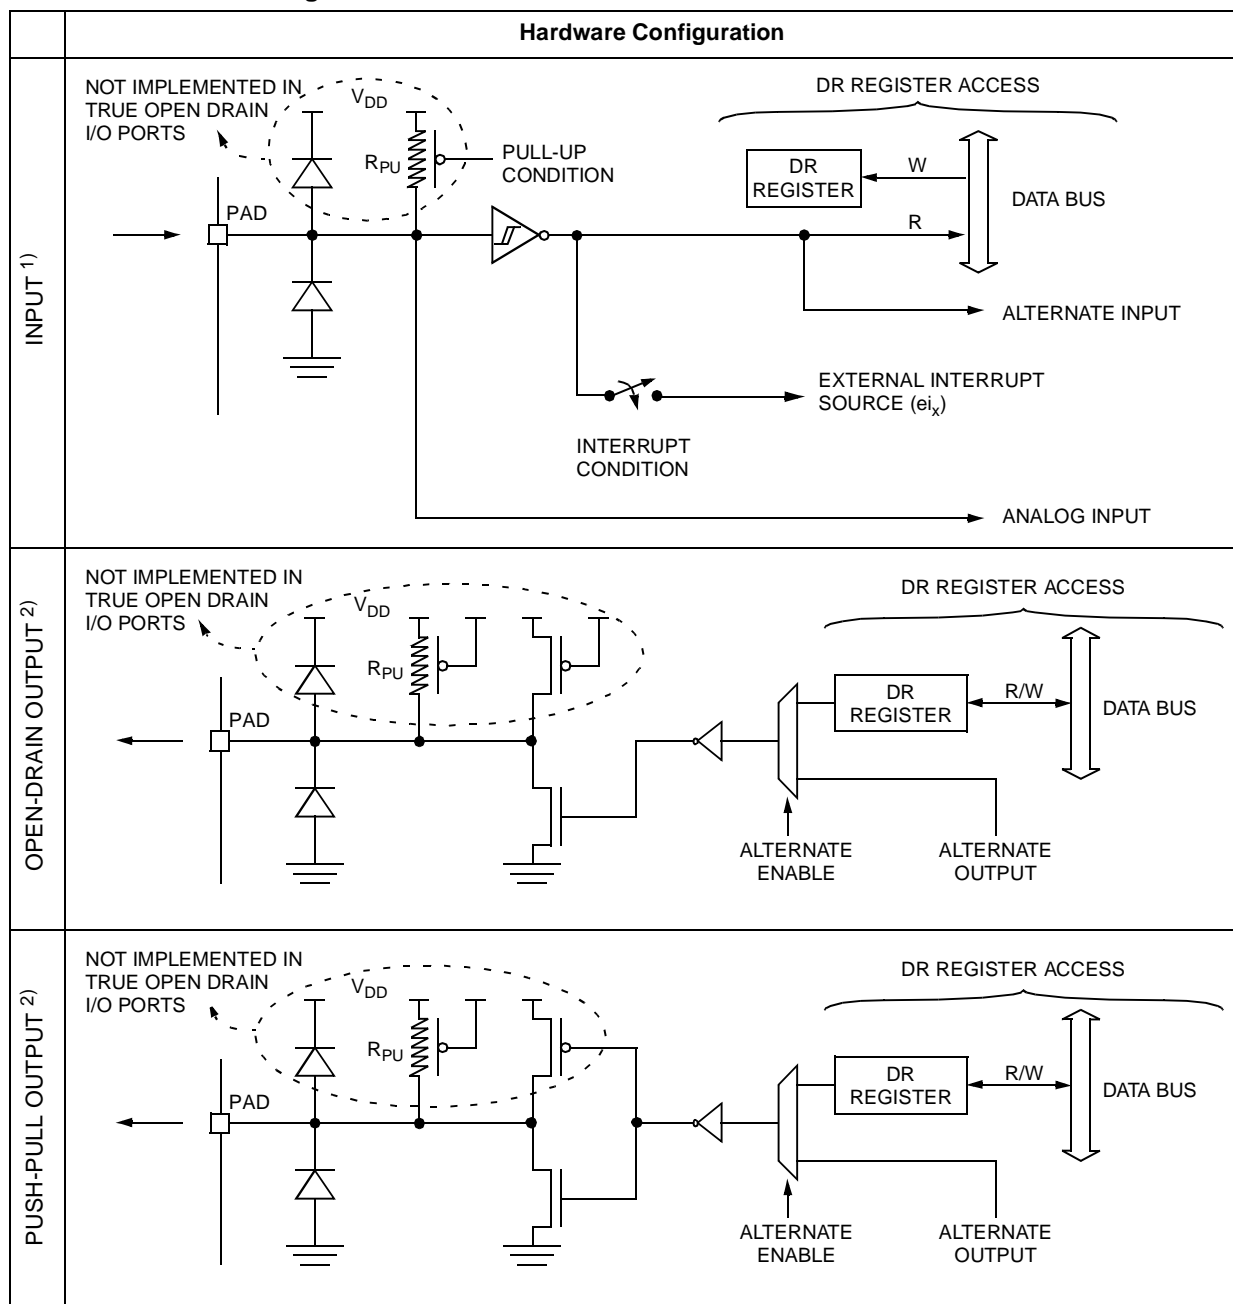 Hardware Configuration
INPUT 1)
NOT IMPLEMENTED IN
TRUE OPEN DRAIN
I/O PORTS
VDD
RPU
PULL-UP
CONDITION
PAD
DR REGISTER ACCESS
DR
REGISTER
W
R
DATA BUS
ALTERNATE INPUT
EXTERNAL INTERRUPT
SOURCE (eix)
INTERRUPT
CONDITION
ANALOG INPUT
OPEN-DRAIN OUTPUT 2)
NOT IMPLEMENTED IN
TRUE OPEN DRAIN
I/O PORTS
VDD
RPU
PAD
DR REGISTER ACCESS
DR
REGISTER
R/W
DATA BUS
ALTERNATE
ENABLE
ALTERNATE
OUTPUT
PUSH-PULL OUTPUT 2)
NOT IMPLEMENTED IN
TRUE OPEN DRAIN
I/O PORTS
VDD
RPU
PAD
DR REGISTER ACCESS
DR
REGISTER
R/W
DATA BUS
ALTERNATE
ENABLE
ALTERNATE
OUTPUT